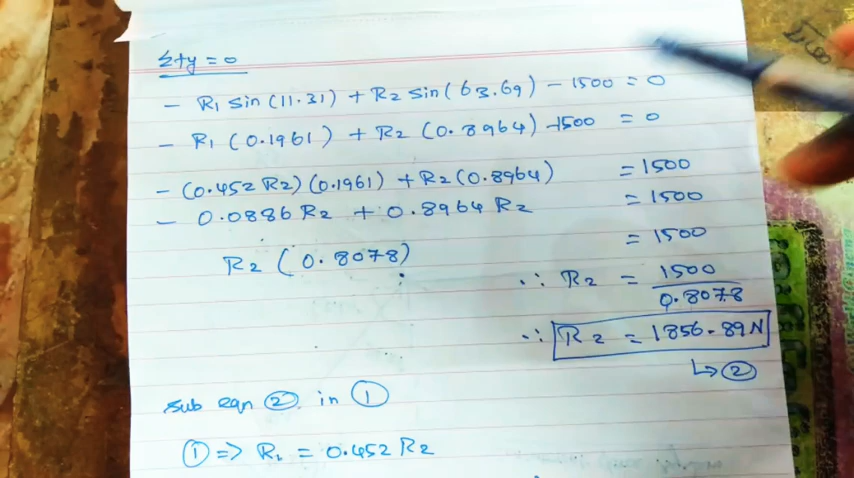 Σfy = 0
- R1 sin(11.31) + R2 sin(63.69) - 1500 = 0
- R1 (0.1961) + R2 (0.8964) - 1500 = 0
- (0.452 R2)(0.1961) + R2(0.8964) = 1500
- 0.0886 R2 + 0.8964 R2 = 1500
R2 (0.8078) = 1500
∴ R2 = 1500/0.8078
∴ R2 = 1856.89N
↳ ②
sub eqn ② in ①
① => R1 = 0.452 R2